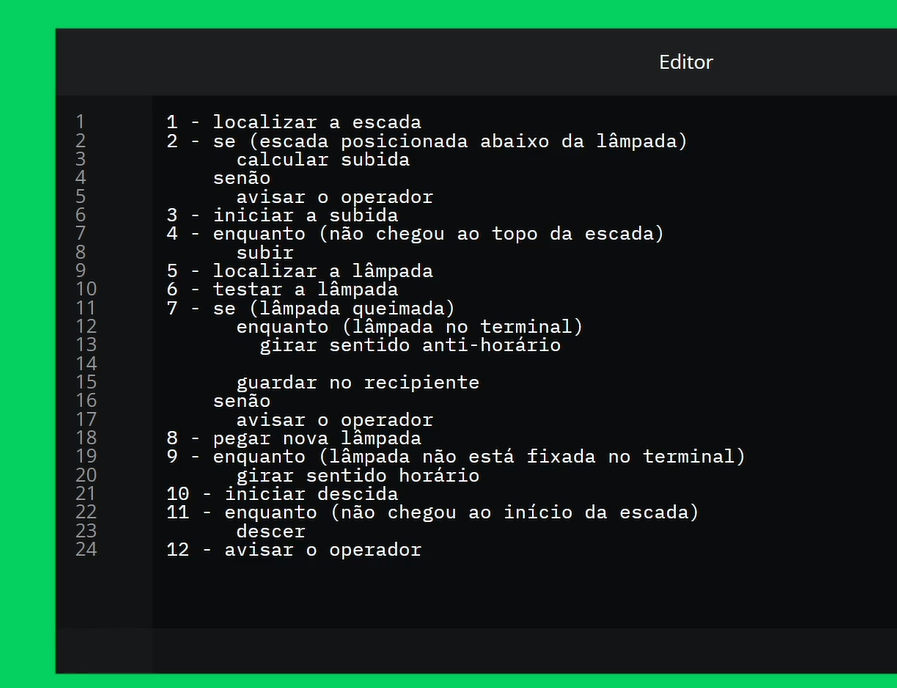 Editor
1 1 - localizar a escada
2 2 - se (escada posicionada abaixo da lâmpada)
3 calcular subida
4 senão
5 avisar o operador
6 3 - iniciar a subida
7 4 - enquanto (não chegou ao topo da escada)
8 subir
9 5 - localizar a lâmpada
10 6 - testar a lâmpada
11 7 - se (lâmpada queimada)
12 enquanto (lâmpada no terminal)
13 girar sentido anti-horário
14
15 guardar no recipiente
16 senão
17 avisar o operador
18 8 - pegar nova lâmpada
19 9 - enquanto (lâmpada não está fixada no terminal)
20 girar sentido horário
21 10 - iniciar descida
22 11 - enquanto (não chegou ao início da escada)
23 descer
24 12 - avisar o operador